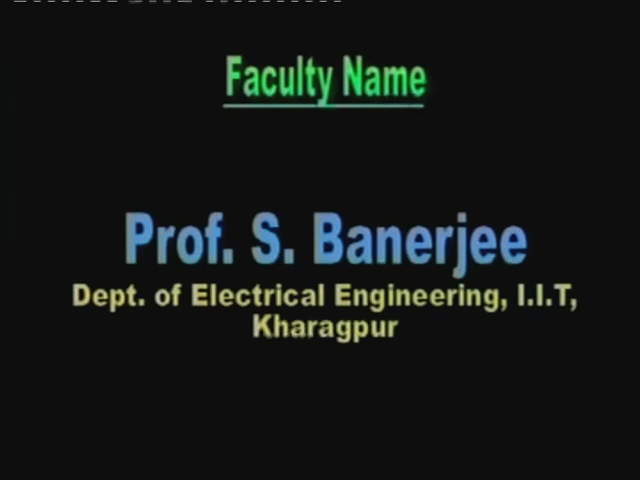 Faculty Name
Prof. S. Banerjee
Dept. of Electrical Engineering, I.I.T,
Kharagpur